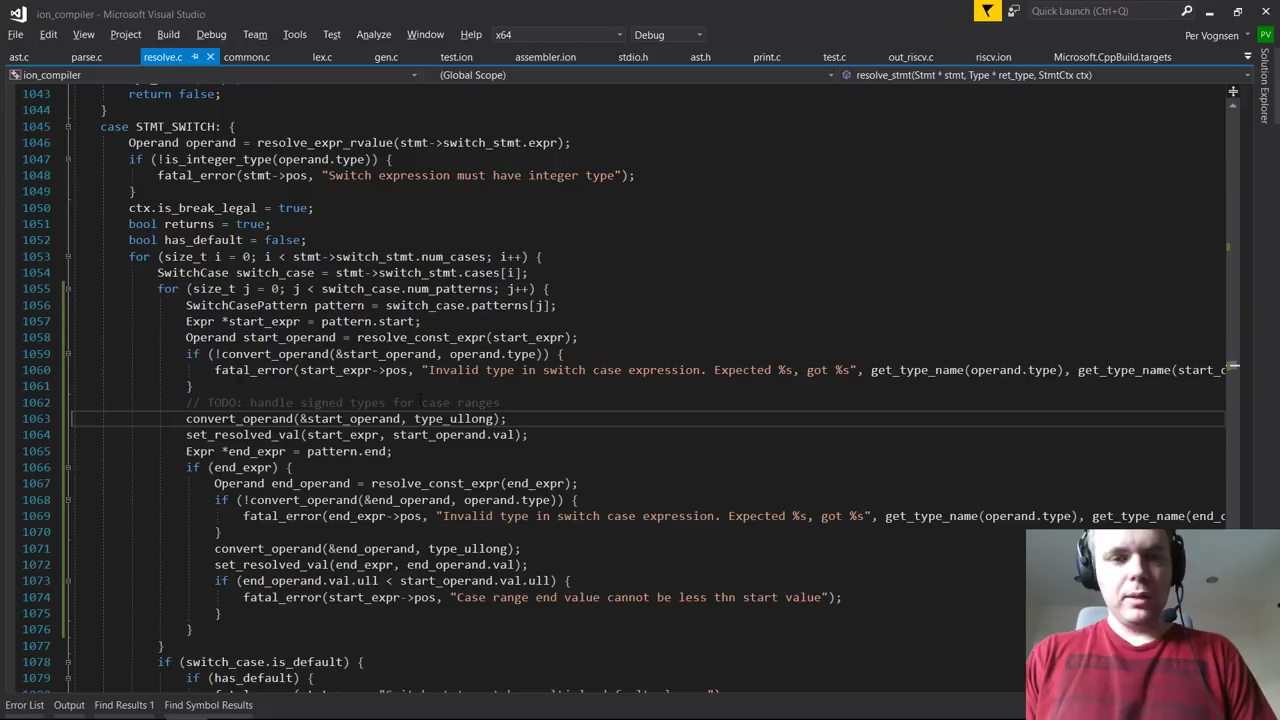 ion_compiler - Microsoft Visual Studio
Quick Launch (Ctrl+Q)
File Edit View Project Build Debug Team Tools Test Analyze Window Help x64 Debug Per Vognsen PV
ast.c parse.c resolve.c common.c lex.c gen.c test.ion assembler.ion stdio.h ast.h print.c test.c out_riscv.c riscv.ion Microsoft.CppBuild.targets
ion_compiler (Global Scope) resolve_stmt(Stmt * stmt, Type * ret_type, StmtCtx ctx)
Solution Explorer
1043 return false;
1044 }
1045 case STMT_SWITCH: {
1046 Operand operand = resolve_expr_rvalue(stmt->switch_stmt.expr);
1047 if (!is_integer_type(operand.type)) {
1048 fatal_error(stmt->pos, "Switch expression must have integer type");
1049 }
1050 ctx.is_break_legal = true;
1051 bool returns = true;
1052 bool has_default = false;
1053 for (size_t i = 0; i < stmt->switch_stmt.num_cases; i++) {
1054 SwitchCase switch_case = stmt->switch_stmt.cases[i];
1055 for (size_t j = 0; j < switch_case.num_patterns; j++) {
1056 SwitchCasePattern pattern = switch_case.patterns[j];
1057 Expr *start_expr = pattern.start;
1058 Operand start_operand = resolve_const_expr(start_expr);
1059 if (!convert_operand(&start_operand, operand.type)) {
1060 fatal_error(start_expr->pos, "Invalid type in switch case expression. Expected %s, got %s", get_type_name(operand.type), get_type_name(start_
1061 }
1062 // TODO: handle signed types for case ranges
1063 convert_operand(&start_operand, type_ullong);
1064 set_resolved_val(start_expr, start_operand.val);
1065 Expr *end_expr = pattern.end;
1066 if (end_expr) {
1067 Operand end_operand = resolve_const_expr(end_expr);
1068 if (!convert_operand(&end_operand, operand.type)) {
1069 fatal_error(end_expr->pos, "Invalid type in switch case expression. Expected %s, got %s", get_type_name(operand.type), get_type_name(end_
1070 }
1071 convert_operand(&end_operand, type_ullong);
1072 set_resolved_val(end_expr, end_operand.val);
1073 if (end_operand.val.ull < start_operand.val.ull) {
1074 fatal_error(start_expr->pos, "Case range end value cannot be less thn start value");
1075 }
1076 }
1077 }
1078 if (switch_case.is_default) {
1079 if (has_default) {
Error List Output Find Results 1 Find Symbol Results